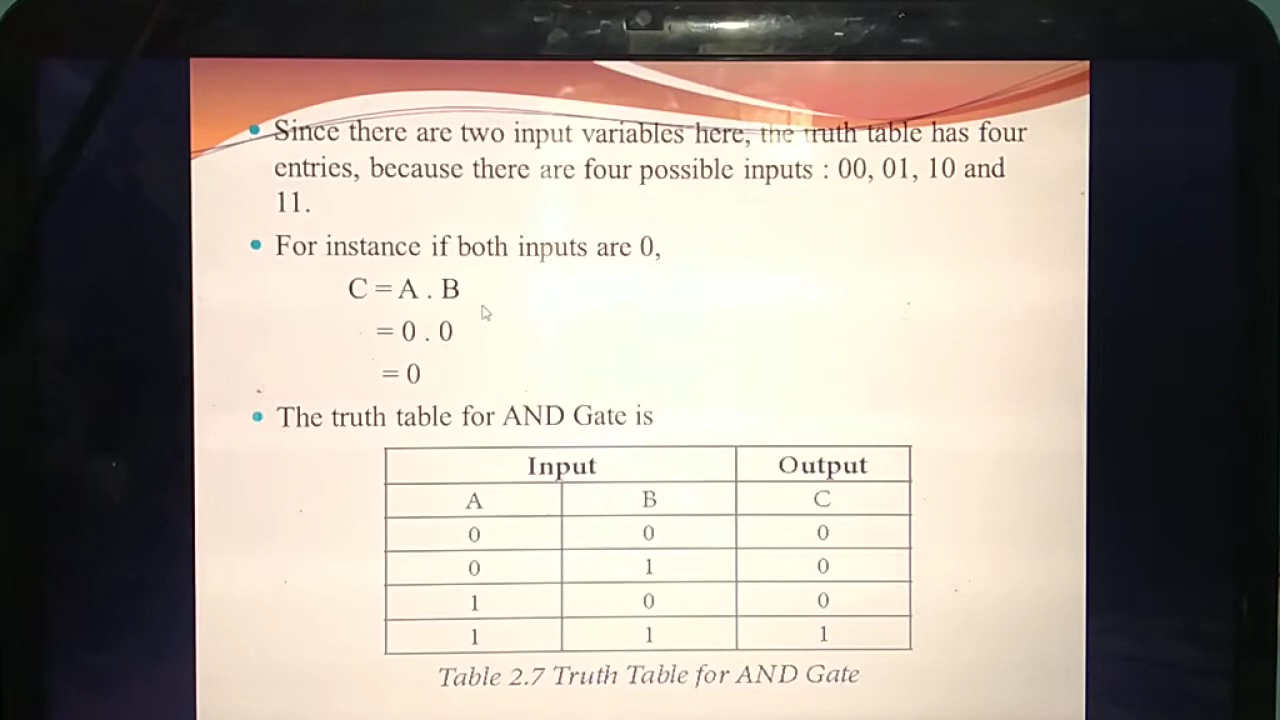 Since there are two input variables here, the truth table has four
entries, because there are four possible inputs : 00, 01, 10 and
11.
For instance if both inputs are 0,
C = A . B
= 0 . 0
= 0
The truth table for AND Gate is
Input Output
A B C
0 0 0
0 1 0
1 0 0
1 1 1
Table 2.7 Truth Table for AND Gate